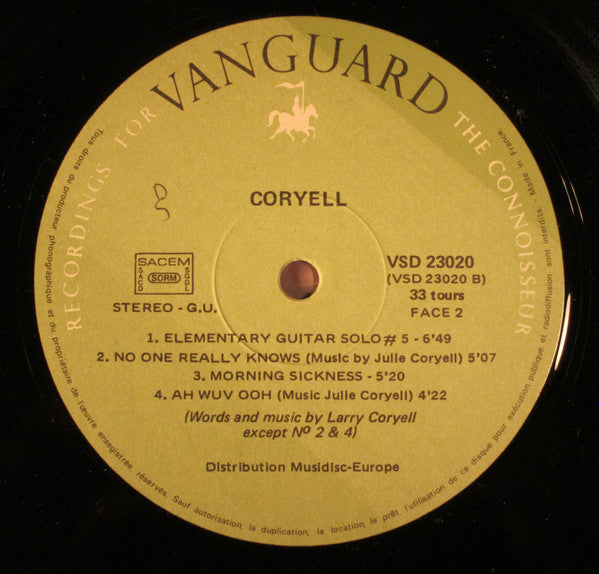 RECORDINGS FOR VANGUARD THE CONNOISSEUR
CORYELL
SACEM
SACD
SDRM
SCDL
STEREO - G.U.
VSD 23020
(VSD 23020 B)
33 tours
FACE 2
1. ELEMENTARY GUITAR SOLO # 5 - 6'49
2. NO ONE REALLY KNOWS (Music by Julie Coryell) 5'07
3. MORNING SICKNESS - 5'20
4. AH WUV OOH (Music Julie Coryell) 4'22
(Words and music by Larry Coryell
except Nº 2 & 4)
Distribution Musidisc-Europe
Tous droits du producteur phonographique et du propriétaire de l'œuvre enregistrée réservés. Sauf autorisation, la duplication, la location, le prêt, l'utilisation de ce disque pour exécution publique et radiodiffusion sont interdits. Made in France